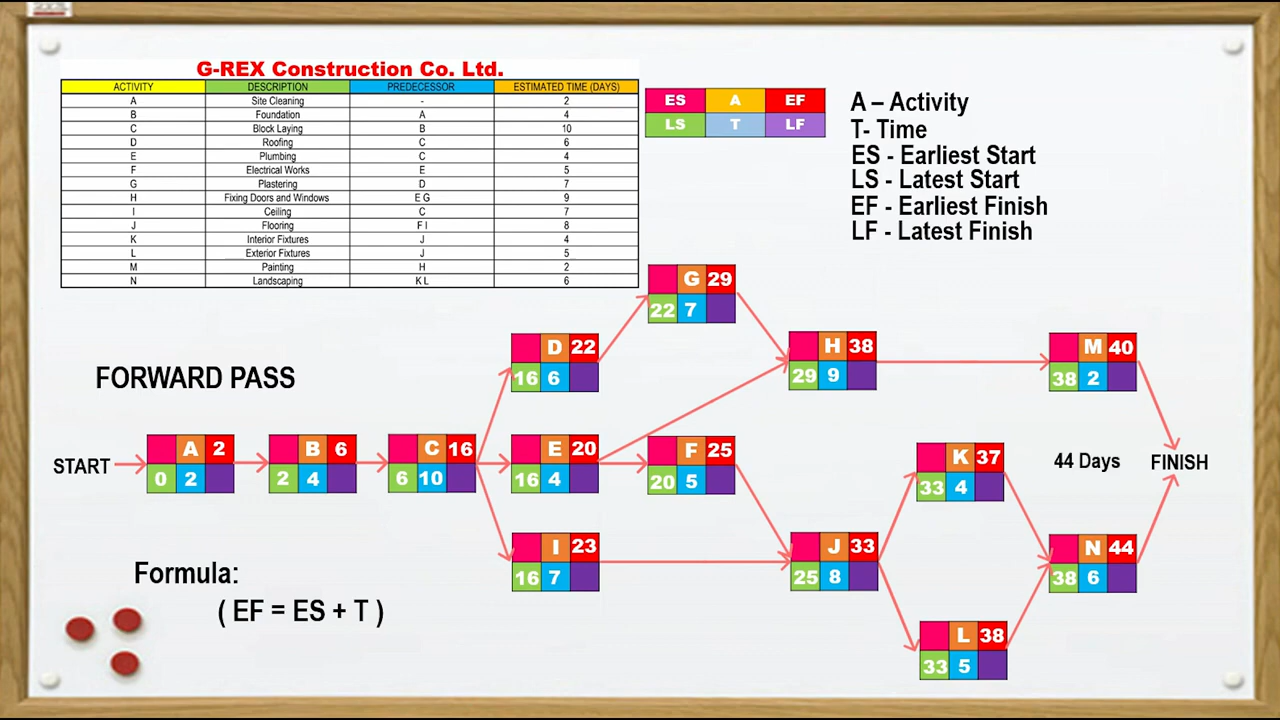 G-REX Construction Co. Ltd.
ACTIVITY DESCRIPTION PREDECESSOR ESTIMATED TIME (DAYS)
A Site Cleaning - 2
B Foundation A 4
C Block Laying B 10
D Roofing C 6
E Plumbing C 4
F Electrical Works E 5
G Plastering D 7
H Fixing Doors and Windows E G 9
I Ceiling C 7
J Flooring F I 8
K Interior Fixtures J 4
L Exterior Fixtures J 5
M Painting H 2
N Landscaping K L 6
ES A EF
LS T LF
A – Activity
T- Time
ES - Earliest Start
LS - Latest Start
EF - Earliest Finish
LF - Latest Finish
FORWARD PASS
START
A 2
0 2
B 6
2 4
C 16
6 10
D 22
16 6
E 20
16 4
I 23
16 7
G 29
22 7
F 25
20 5
H 38
29 9
J 33
25 8
K 37
33 4
L 38
33 5
M 40
38 2
N 44
38 6
44 Days
FINISH
Formula:
( EF = ES + T )